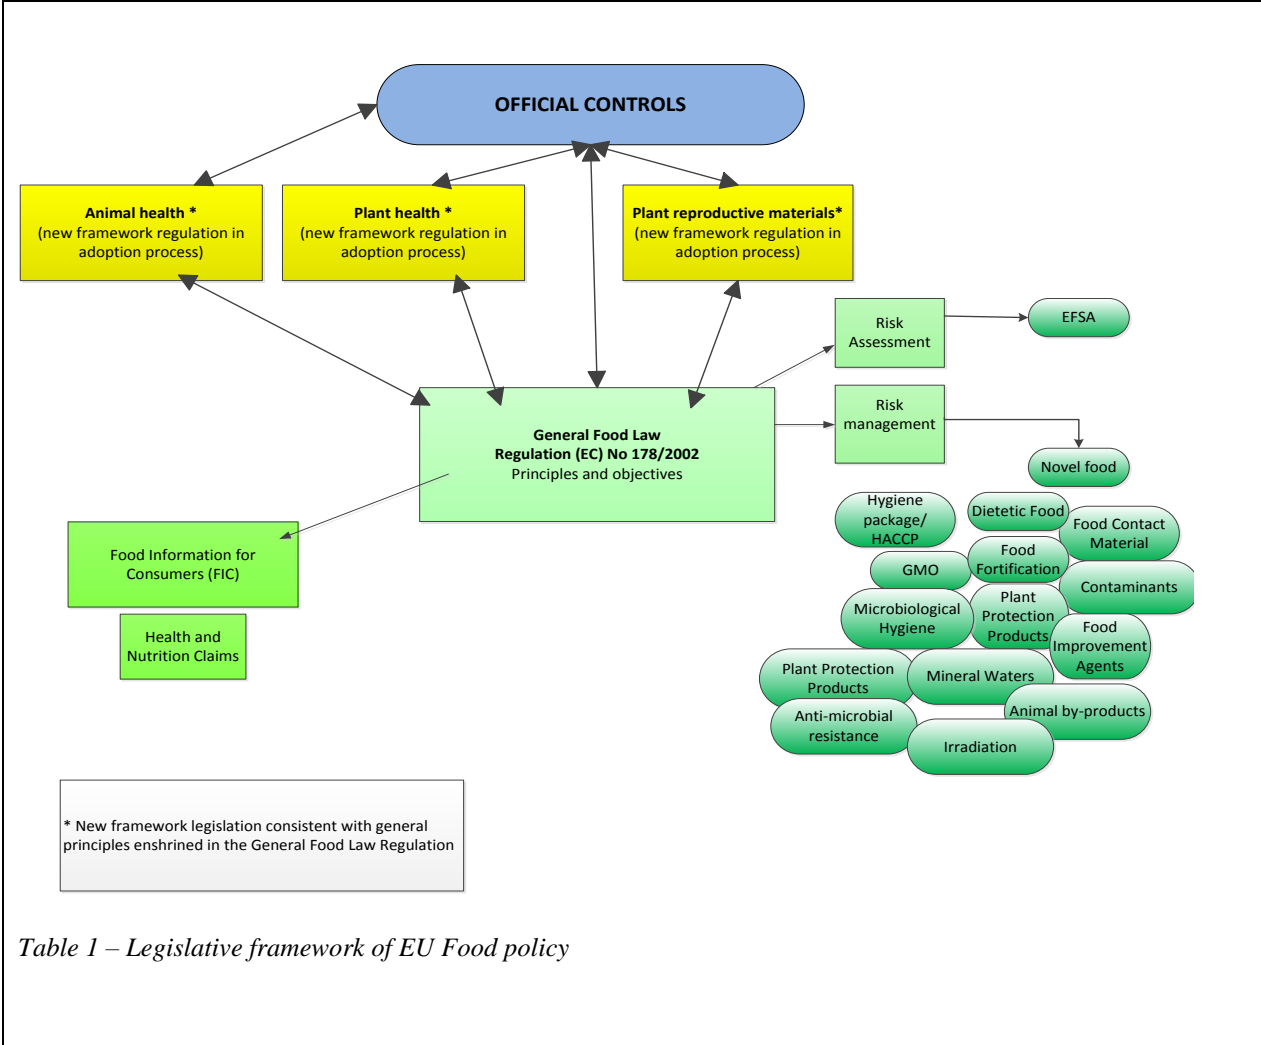 OFFICIAL CONTROLS
Animal health *
(new framework regulation in
adoption process)
Plant health *
(new framework regulation in
adoption process)
Plant reproductive materials*
(new framework regulation in
adoption process)
Risk
Assessment
EFSA
Risk
management
General Food Law
Regulation (EC) No 178/2002
Principles and objectives
Novel food
Hygiene
package/
HACCP
Dietetic Food
Food Contact
Material
Food
Fortification
GMO
Contaminants
Microbiological
Hygiene
Plant
Protection
Products
Food
Improvement
Agents
Plant Protection
Products
Mineral Waters
Animal by-products
Anti-microbial
resistance
Irradiation
Food Information for
Consumers (FIC)
Health and
Nutrition Claims
* New framework legislation consistent with general
principles enshrined in the General Food Law Regulation
Table 1 – Legislative framework of EU Food policy